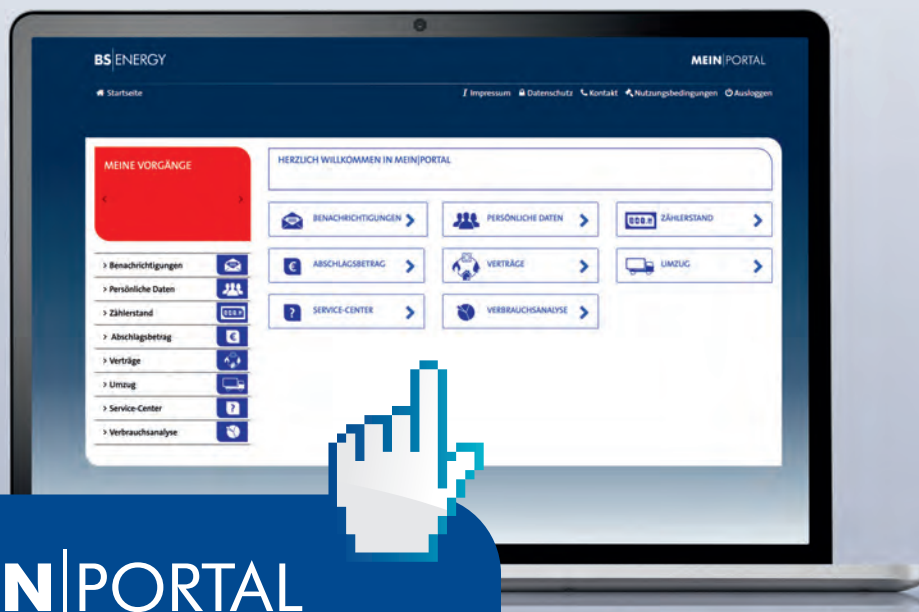 BS|ENERGY
MEIN|PORTAL
Startseite
Impressum Datenschutz Kontakt Nutzungsbedingungen Ausloggen
MEINE VORGÄNGE
HERZLICH WILLKOMMEN IN MEIN|PORTAL
BENACHRICHTIGUNGEN
PERSÖNLICHE DATEN
ZÄHLERSTAND
ABSCHLAGSBETRAG
VERTRÄGE
UMZUG
SERVICE-CENTER
VERBRAUCHSANALYSE
> Benachrichtigungen
> Persönliche Daten
> Zählerstand
> Abschlagsbetrag
> Verträge
> Umzug
> Service-Center
> Verbrauchsanalyse
N|PORTAL